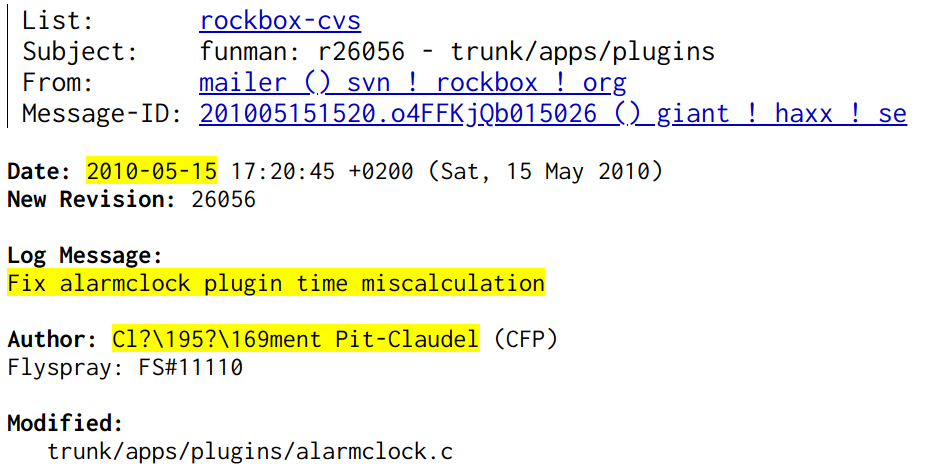 List: rockbox-cvs
Subject: funman: r26056 - trunk/apps/plugins
From: mailer () svn ! rockbox ! org
Message-ID: 201005151520.o4FFKjQb015026 () giant ! haxx ! se
Date: 2010-05-15 17:20:45 +0200 (Sat, 15 May 2010)
New Revision: 26056
Log Message:
Fix alarmclock plugin time miscalculation
Author: Cl?\195?\169ment Pit-Claudel (CFP)
Flyspray: FS#11110
Modified:
trunk/apps/plugins/alarmclock.c